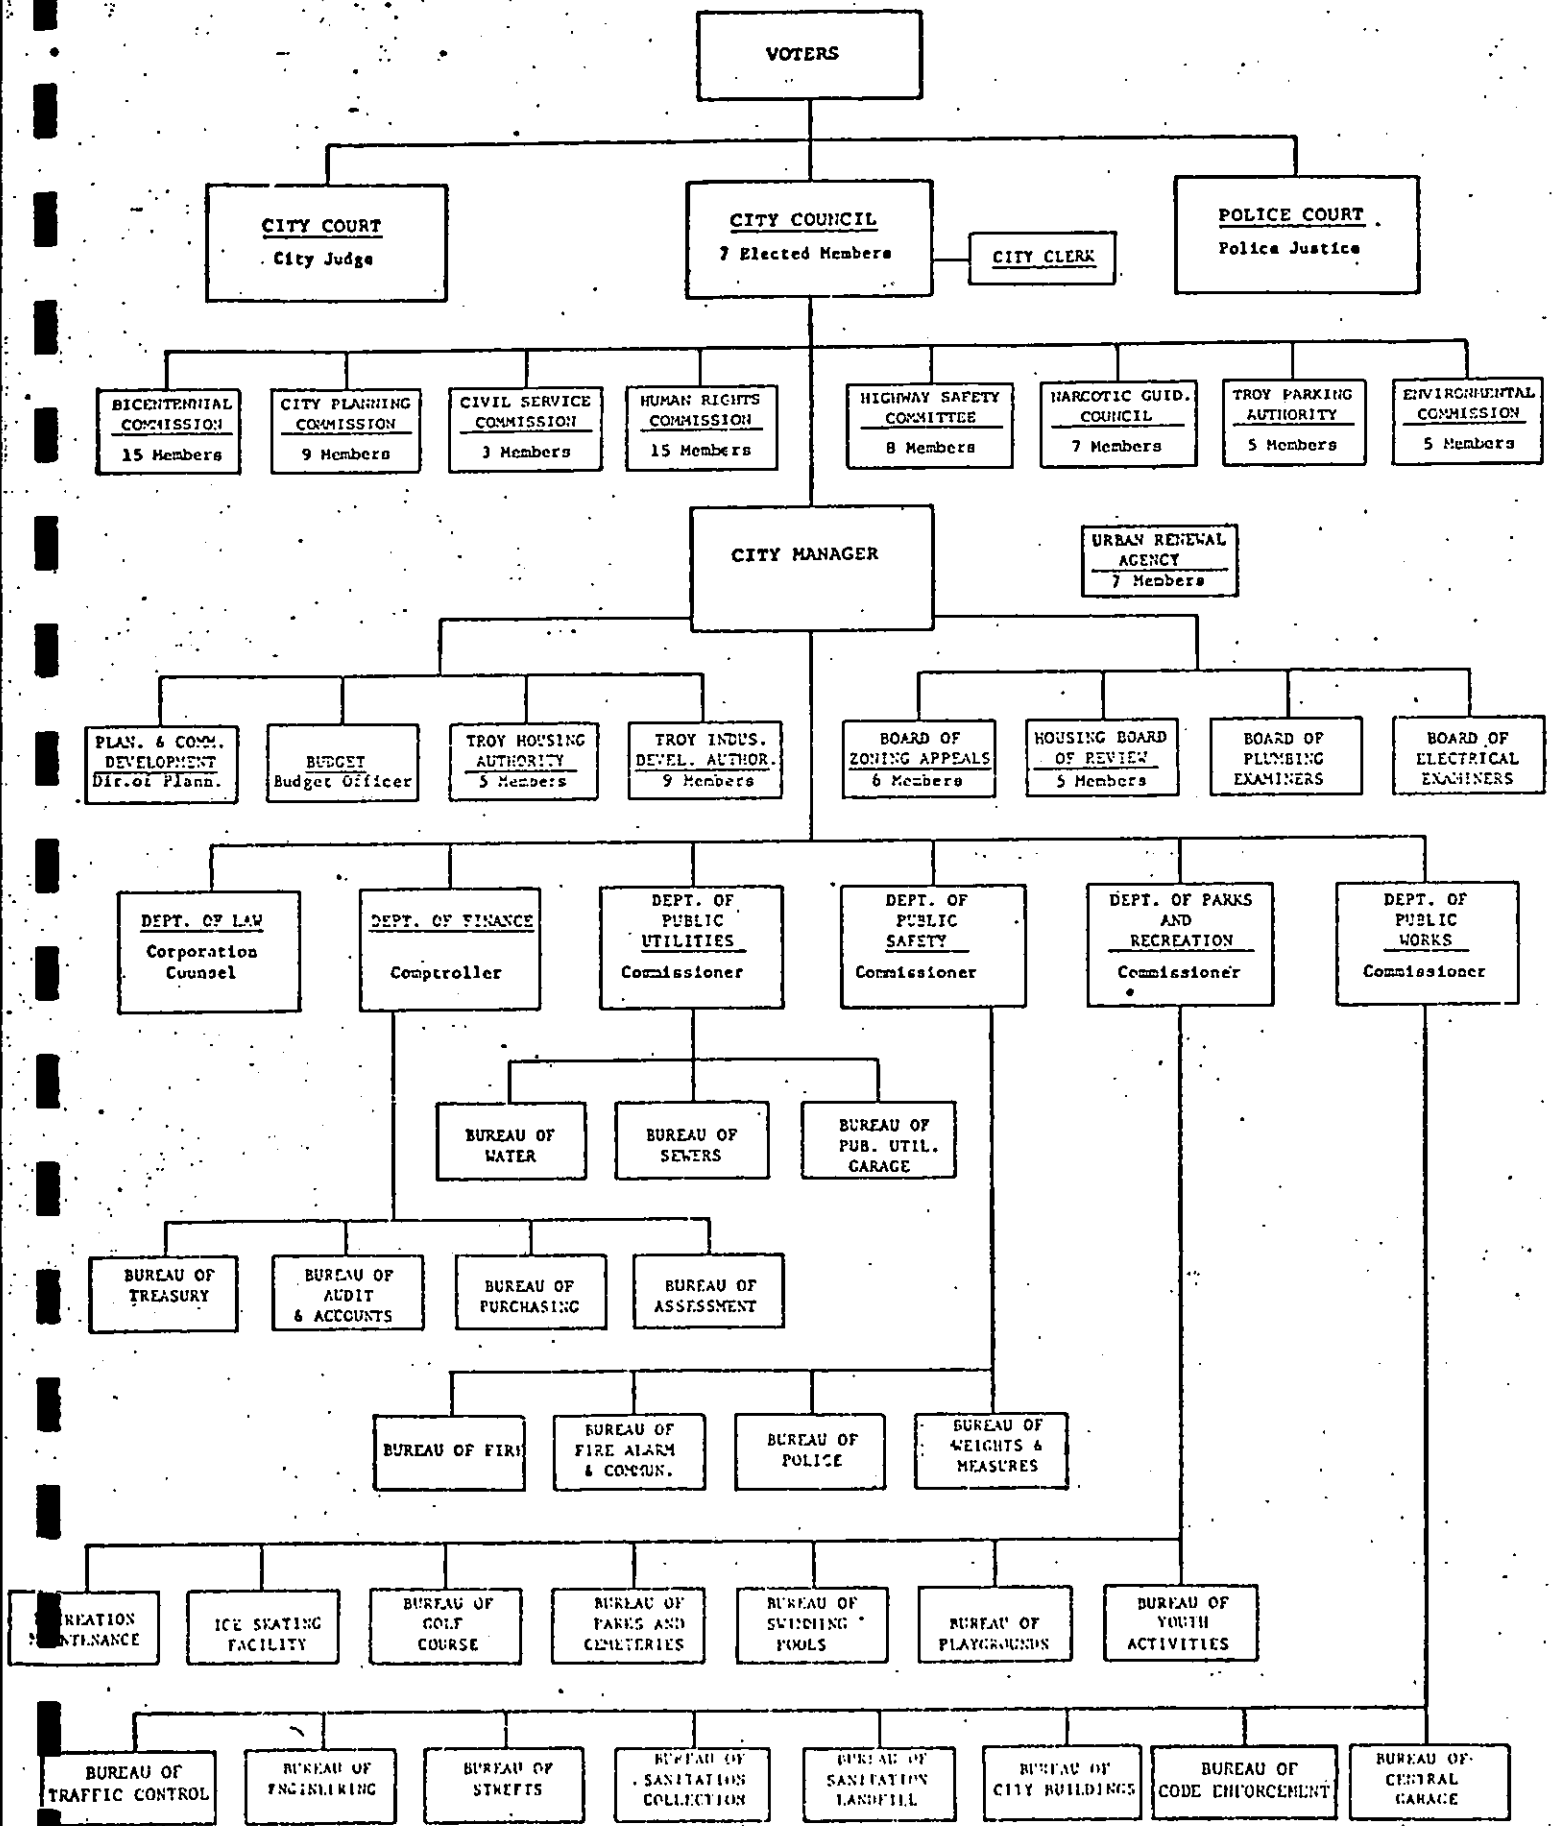 VOTERS
CITY COURT
City Judge
CITY COUNCIL
7 Elected Members
CITY CLERK
POLICE COURT
Police Justice
BICENTENNIAL
COMMISSION
15 Members
CITY PLANNING
COMMISSION
9 Members
CIVIL SERVICE
COMMISSION
3 Members
HUMAN RIGHTS
COMMISSION
15 Members
HIGHWAY SAFETY
COMMITTEE
8 Members
NARCOTIC GUID.
COUNCIL
7 Members
TROY PARKING
AUTHORITY
5 Members
ENVIRONMENTAL
COMMISSION
5 Members
CITY MANAGER
URBAN RENEWAL
AGENCY
7 Members
PLAN. & COMM.
DEVELOPMENT
Dir.of Plann.
BUDGET
Budget Officer
TROY HOUSING
AUTHORITY
5 Members
TROY INDUS.
DEVEL. AUTHOR.
9 Members
BOARD OF
ZONING APPEALS
6 Members
HOUSING BOARD
OF REVIEW
5 Members
BOARD OF
PLUMBING
EXAMINERS
BOARD OF
ELECTRICAL
EXAMINERS
DEPT. OF LAW
Corporation
Counsel
DEPT. OF FINANCE
Comptroller
DEPT. OF
PUBLIC
UTILITIES
Commissioner
DEPT. OF
PUBLIC
SAFETY
Commissioner
DEPT. OF PARKS
AND
RECREATION
Commissioner
DEPT. OF
PUBLIC
WORKS
Commissioner
BUREAU OF
WATER
BUREAU OF
SEWERS
BUREAU OF
PUB. UTIL.
GARAGE
BUREAU OF
TREASURY
BUREAU OF
AUDIT
& ACCOUNTS
BUREAU OF
PURCHASING
BUREAU OF
ASSESSMENT
BUREAU OF FIRE
BUREAU OF
FIRE ALARM
& COMMUN.
BUREAU OF
POLICE
BUREAU OF
WEIGHTS &
MEASURES
ICE SKATING
FACILITY
BUREAU OF
GOLF
COURSE
BUREAU OF
PARKS AND
CEMETERIES
BUREAU OF
SWIMMING
POOLS
BUREAU OF
PLAYGROUNDS
BUREAU OF
YOUTH
ACTIVITIES
BUREAU OF
TRAFFIC CONTROL
BUREAU OF
ENGINEERING
BUREAU OF
STREETS
BUREAU OF
SANITATION
COLLECTION
BUREAU OF
SANITATION
LANDFILL
BUREAU OF
CITY BUILDINGS
BUREAU OF
CODE ENFORCEMENT
BUREAU OF
CENTRAL
GARAGE